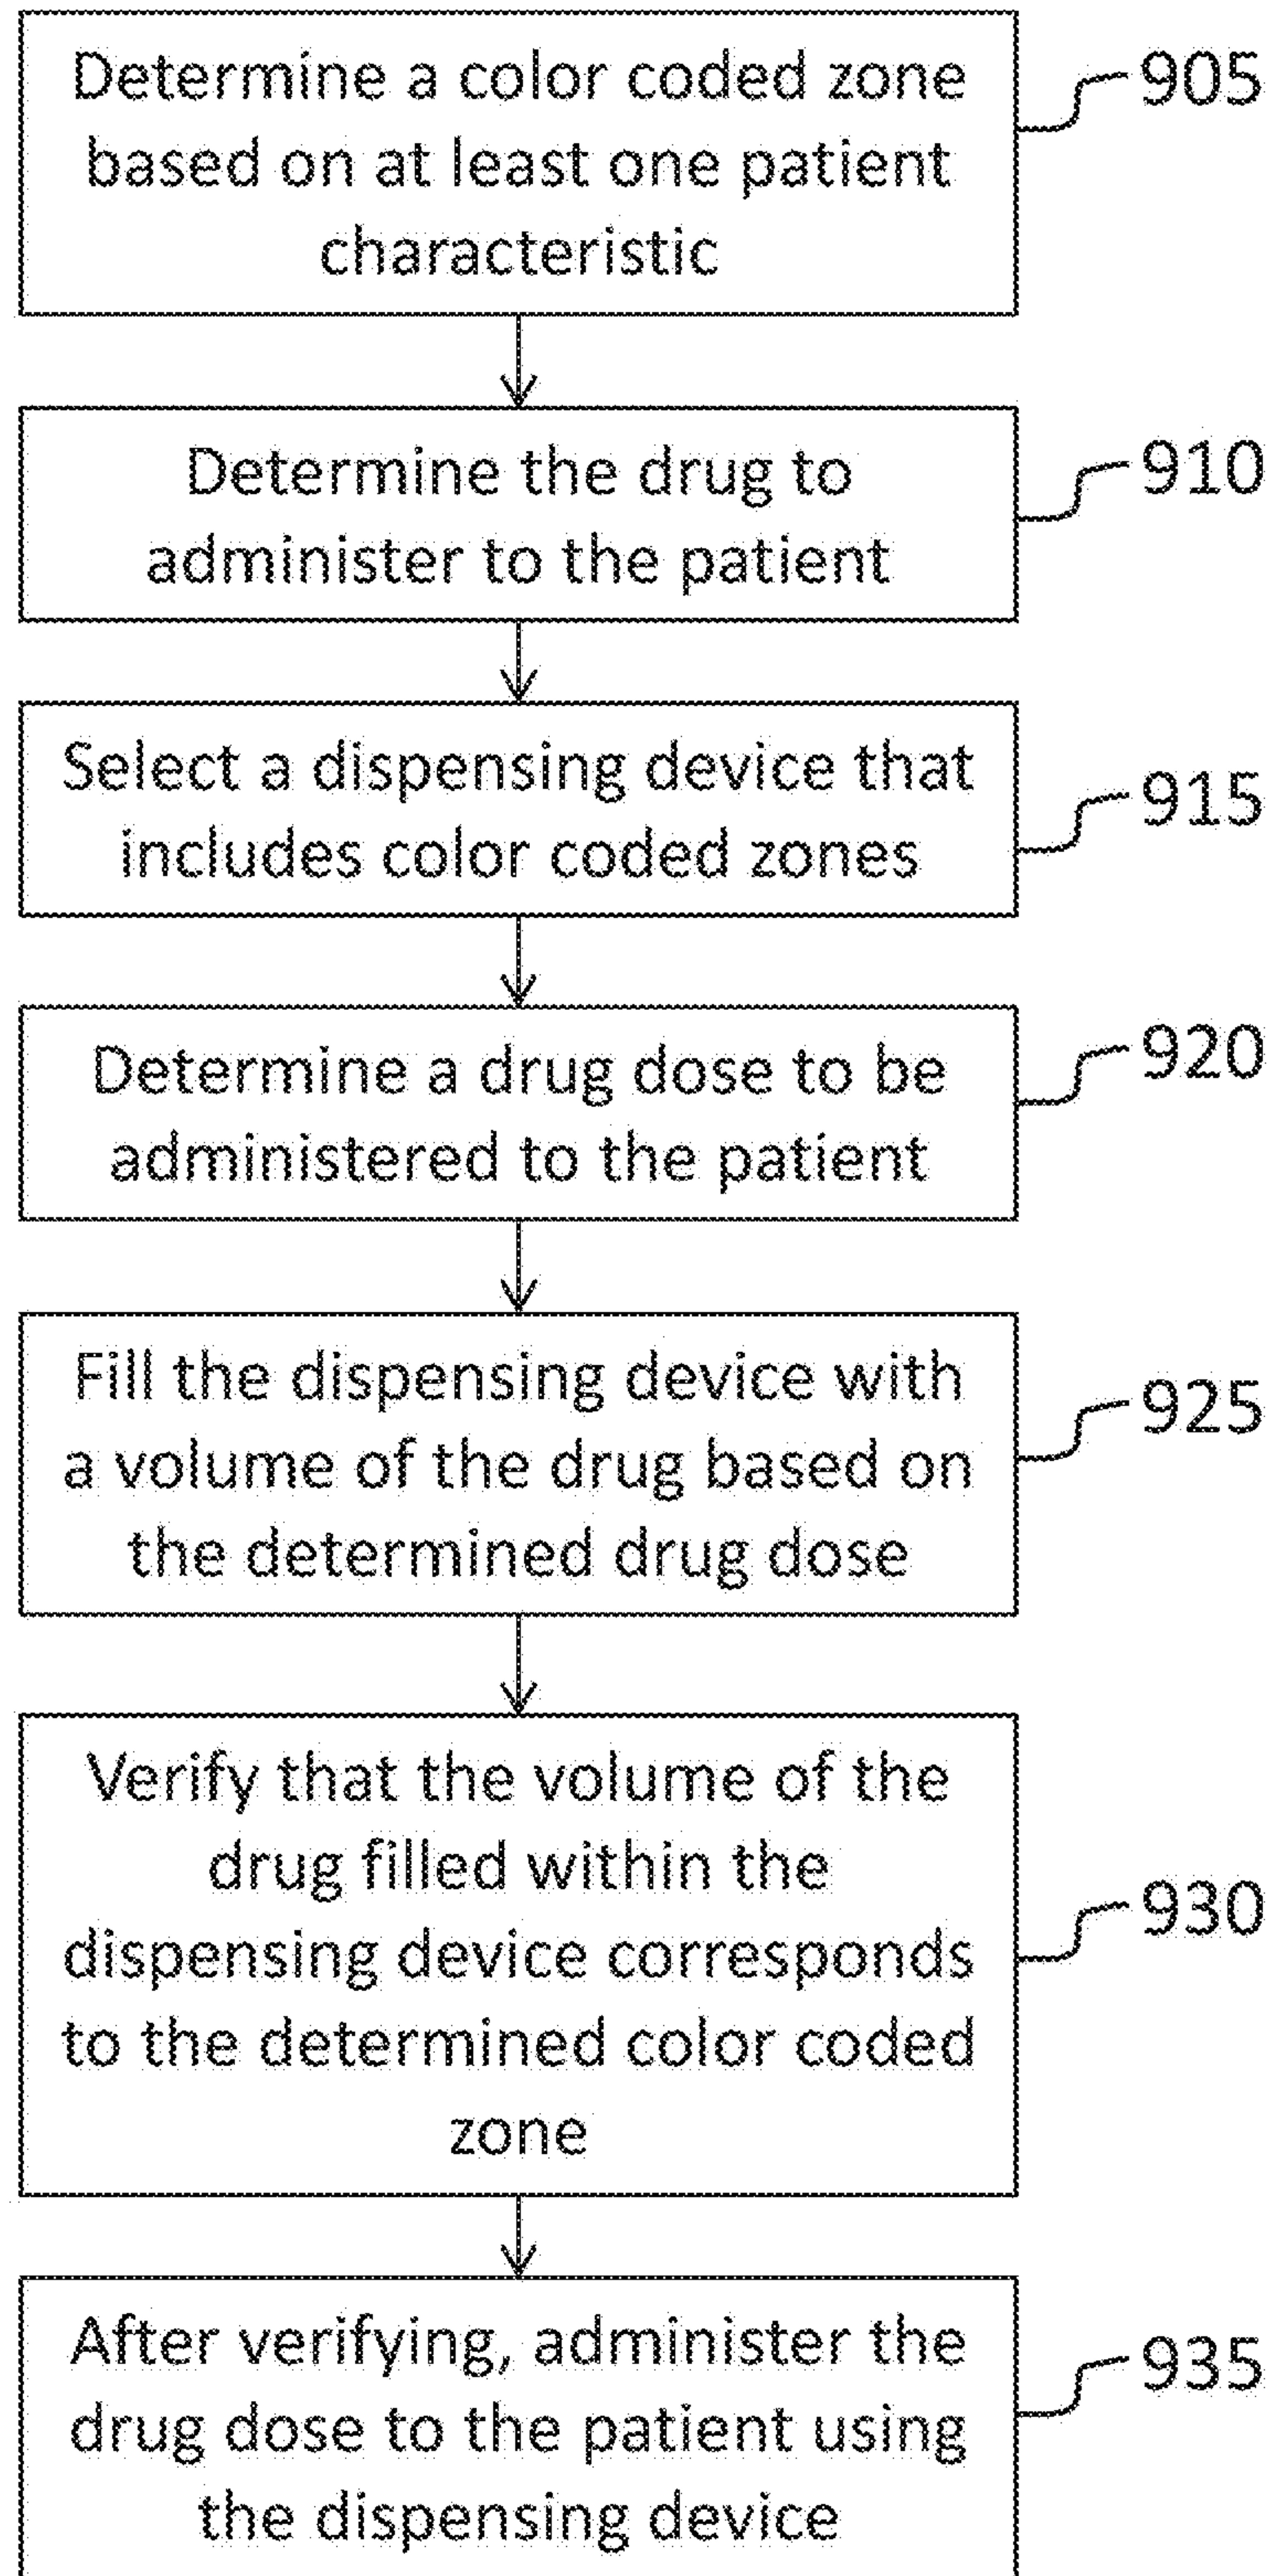 Determine a color coded zone
based on at least one patient
characteristic
905
Determine the drug to
administer to the patient
910
Select a dispensing device that
includes color coded zones
915
Determine a drug dose to be
administered to the patient
920
Fill the dispensing device with
a volume of the drug based on
the determined drug dose
925
Verify that the volume of the
drug filled within the
dispensing device corresponds
to the determined color coded
zone
930
After verifying, administer the
drug dose to the patient using
the dispensing device
935